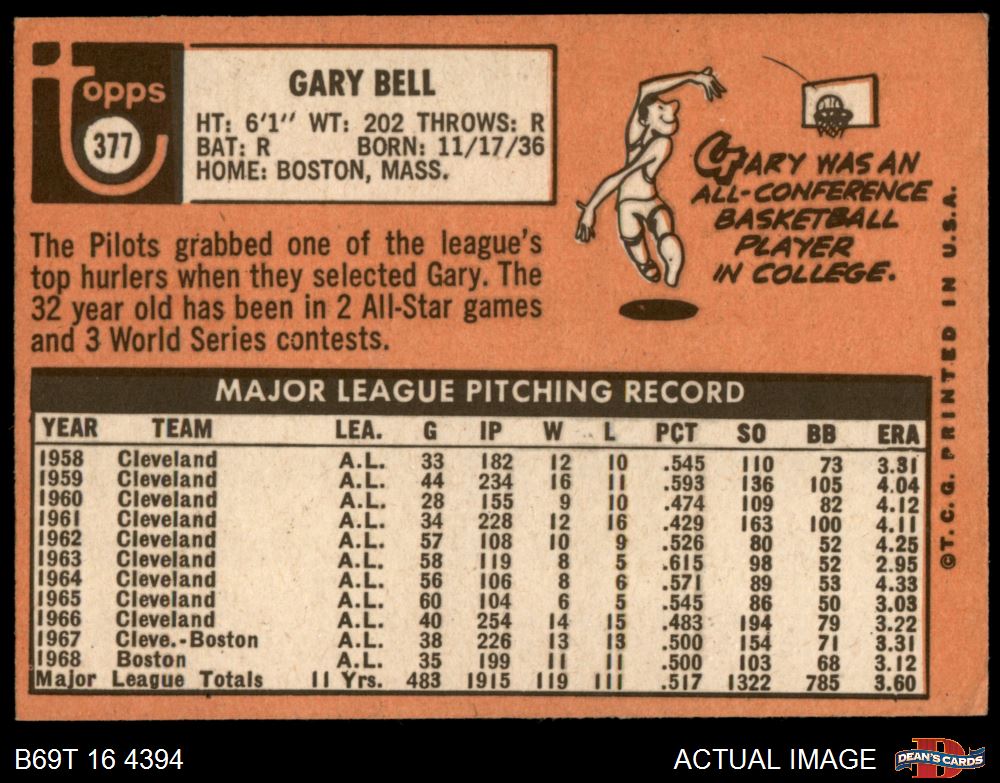 Topps
377
GARY BELL
HT: 6'1" WT: 202 THROWS: R
BAT: R BORN: 11/17/36
HOME: BOSTON, MASS.
The Pilots grabbed one of the league's
top hurlers when they selected Gary. The
32 year old has been in 2 All-Star games
and 3 World Series contests.
GARY WAS AN
ALL-CONFERENCE
BASKETBALL
PLAYER
IN COLLEGE.
©T. C. G. PRINTED IN U.S.A.
MAJOR LEAGUE PITCHING RECORD
YEAR TEAM LEA. G IP W L PCT SO BB ERA
1958 Cleveland A.L. 33 182 12 10 .545 110 73 3.31
1959 Cleveland A.L. 44 234 16 11 .593 136 105 4.04
1960 Cleveland A.L. 28 155 9 10 .474 109 82 4.12
1961 Cleveland A.L. 34 228 12 16 .429 163 100 4.11
1962 Cleveland A.L. 57 108 10 9 .526 80 52 4.25
1963 Cleveland A.L. 58 119 8 5 .615 98 52 2.95
1964 Cleveland A.L. 56 106 8 6 .571 89 53 4.33
1965 Cleveland A.L. 60 104 6 5 .545 86 50 3.03
1966 Cleveland A.L. 40 254 14 15 .483 194 79 3.22
1967 Cleve.-Boston A.L. 38 226 13 13 .500 154 71 3.31
1968 Boston A.L. 35 199 11 11 .500 103 68 3.12
Major League Totals 11 Yrs. 483 1915 119 111 .517 1322 785 3.60
B69T 16 4394
ACTUAL IMAGE
D
DEAN'S CARDS